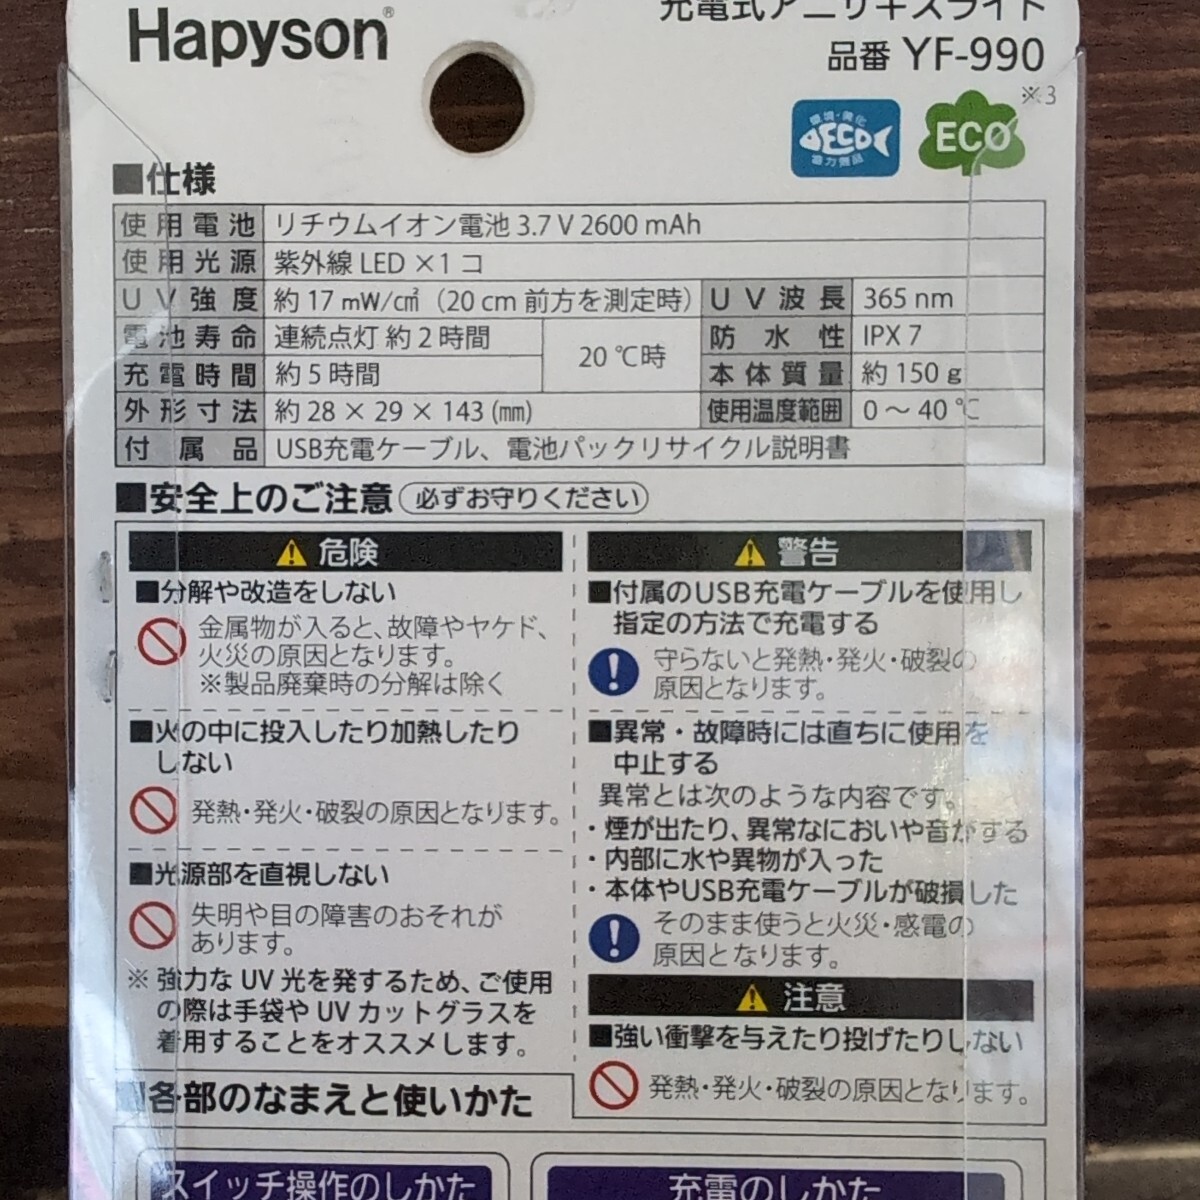 Hapyson®
充電式アニサキスライト
品番 YF-990
※3
環境・美化
ECO
協力商品
ECO
■仕様
使用電池 リチウムイオン電池 3.7 V 2600 mAh
使用光源 紫外線 LED ×1 コ
UV強度 約 17 mW/㎠（20 cm 前方を測定時） UV波長 365 nm
電池寿命 連続点灯 約 2 時間 20 ℃時 防水性 IPX 7
充電時間 約 5 時間 本体質量 約 150 g
外形寸法 約 28 × 29 × 143 (㎜) 使用温度範囲 0 〜 40 ℃
付属品 USB充電ケーブル、電池パックリサイクル説明書
■安全上のご注意 （必ずお守りください）
危険
■分解や改造をしない
金属物が入ると、故障やヤケド、
火災の原因となります。
※製品廃棄時の分解は除く
■火の中に投入したり加熱したり
しない
発熱・発火・破裂の原因となります。
■光源部を直視しない
失明や目の障害のおそれが
あります。
※ 強力な UV 光を発するため、ご使用
の際は手袋や UV カットグラスを
着用することをオススメします。
警告
■付属のUSB充電ケーブルを使用し
指定の方法で充電する
守らないと発熱・発火・破裂の
原因となります。
■異常・故障時には直ちに使用を
中止する
異常とは次のような内容です。
・煙が出たり、異常なにおいや音がする
・内部に水や異物が入った
・本体やUSB充電ケーブルが破損した
そのまま使うと火災・感電の
原因となります。
注意
■強い衝撃を与えたり投げたりしない
発熱・発火・破裂の原因となります。
■各部のなまえと使いかた
スイッチ操作のしかた
充電のしかた